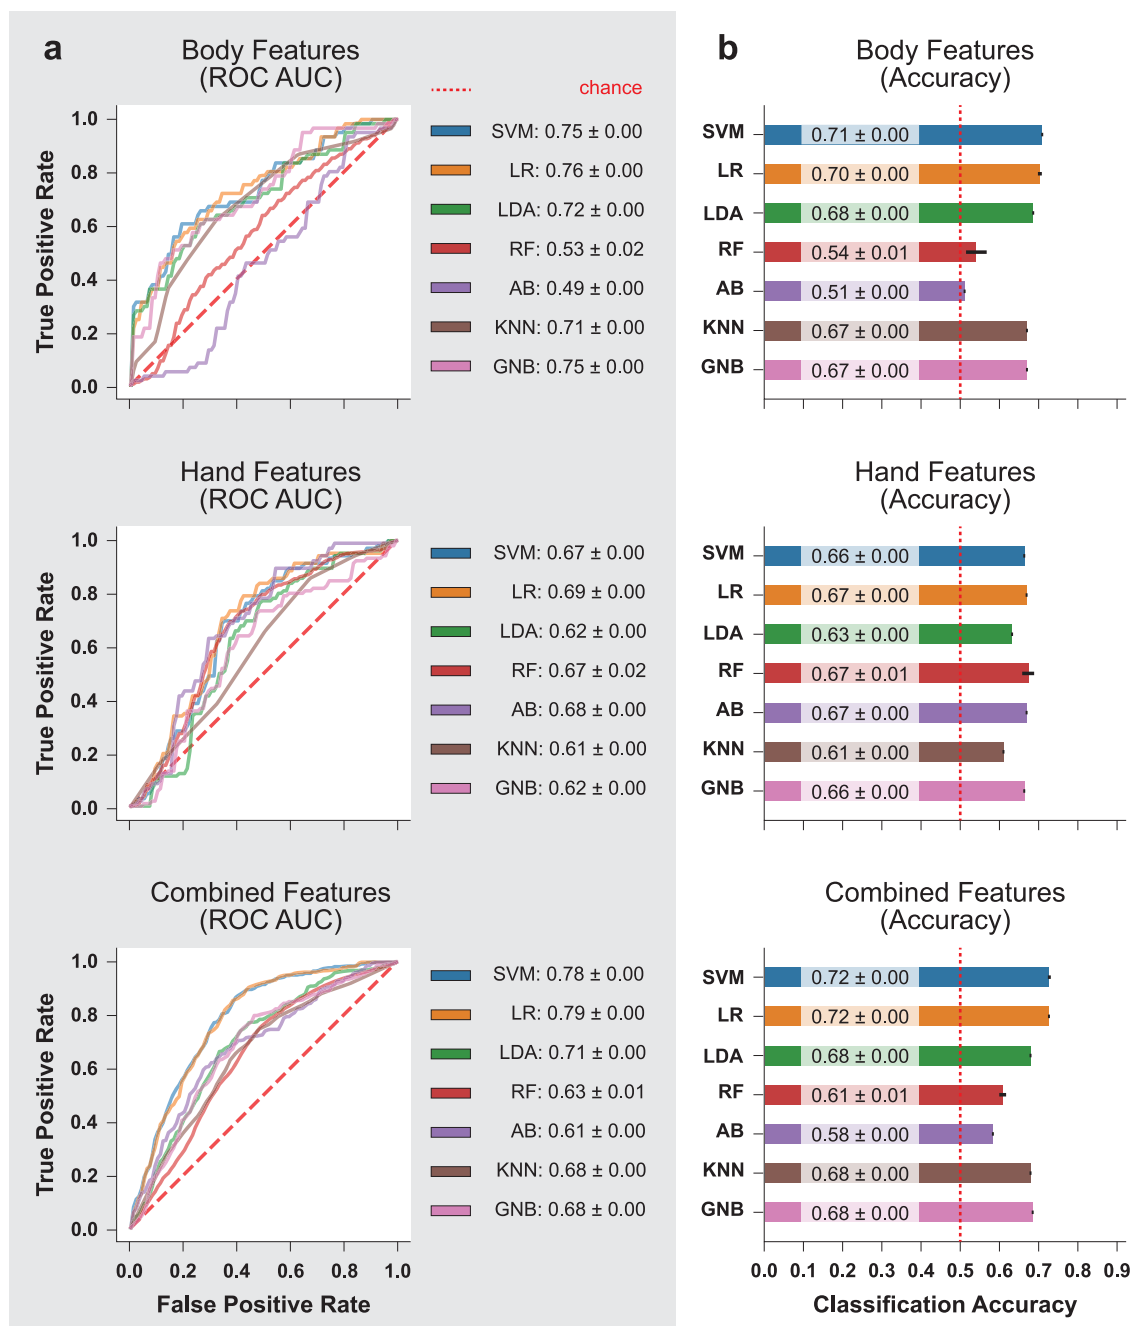 a
Body Features
(ROC AUC)
True Positive Rate
1.0
0.8
0.6
0.4
0.2
0.0
chance
SVM: 0.75 ± 0.00
LR: 0.76 ± 0.00
LDA: 0.72 ± 0.00
RF: 0.53 ± 0.02
AB: 0.49 ± 0.00
KNN: 0.71 ± 0.00
GNB: 0.75 ± 0.00
Hand Features
(ROC AUC)
True Positive Rate
1.0
0.8
0.6
0.4
0.2
0.0
SVM: 0.67 ± 0.00
LR: 0.69 ± 0.00
LDA: 0.62 ± 0.00
RF: 0.67 ± 0.02
AB: 0.68 ± 0.00
KNN: 0.61 ± 0.00
GNB: 0.62 ± 0.00
Combined Features
(ROC AUC)
True Positive Rate
1.0
0.8
0.6
0.4
0.2
0.0
SVM: 0.78 ± 0.00
LR: 0.79 ± 0.00
LDA: 0.71 ± 0.00
RF: 0.63 ± 0.01
AB: 0.61 ± 0.00
KNN: 0.68 ± 0.00
GNB: 0.68 ± 0.00
0.0 0.2 0.4 0.6 0.8 1.0
False Positive Rate
b
Body Features
(Accuracy)
SVM 0.71 ± 0.00
LR 0.70 ± 0.00
LDA 0.68 ± 0.00
RF 0.54 ± 0.01
AB 0.51 ± 0.00
KNN 0.67 ± 0.00
GNB 0.67 ± 0.00
Hand Features
(Accuracy)
SVM 0.66 ± 0.00
LR 0.67 ± 0.00
LDA 0.63 ± 0.00
RF 0.67 ± 0.01
AB 0.67 ± 0.00
KNN 0.61 ± 0.00
GNB 0.66 ± 0.00
Combined Features
(Accuracy)
SVM 0.72 ± 0.00
LR 0.72 ± 0.00
LDA 0.68 ± 0.00
RF 0.61 ± 0.01
AB 0.58 ± 0.00
KNN 0.68 ± 0.00
GNB 0.68 ± 0.00
0.0 0.1 0.2 0.3 0.4 0.5 0.6 0.7 0.8 0.9
Classification Accuracy